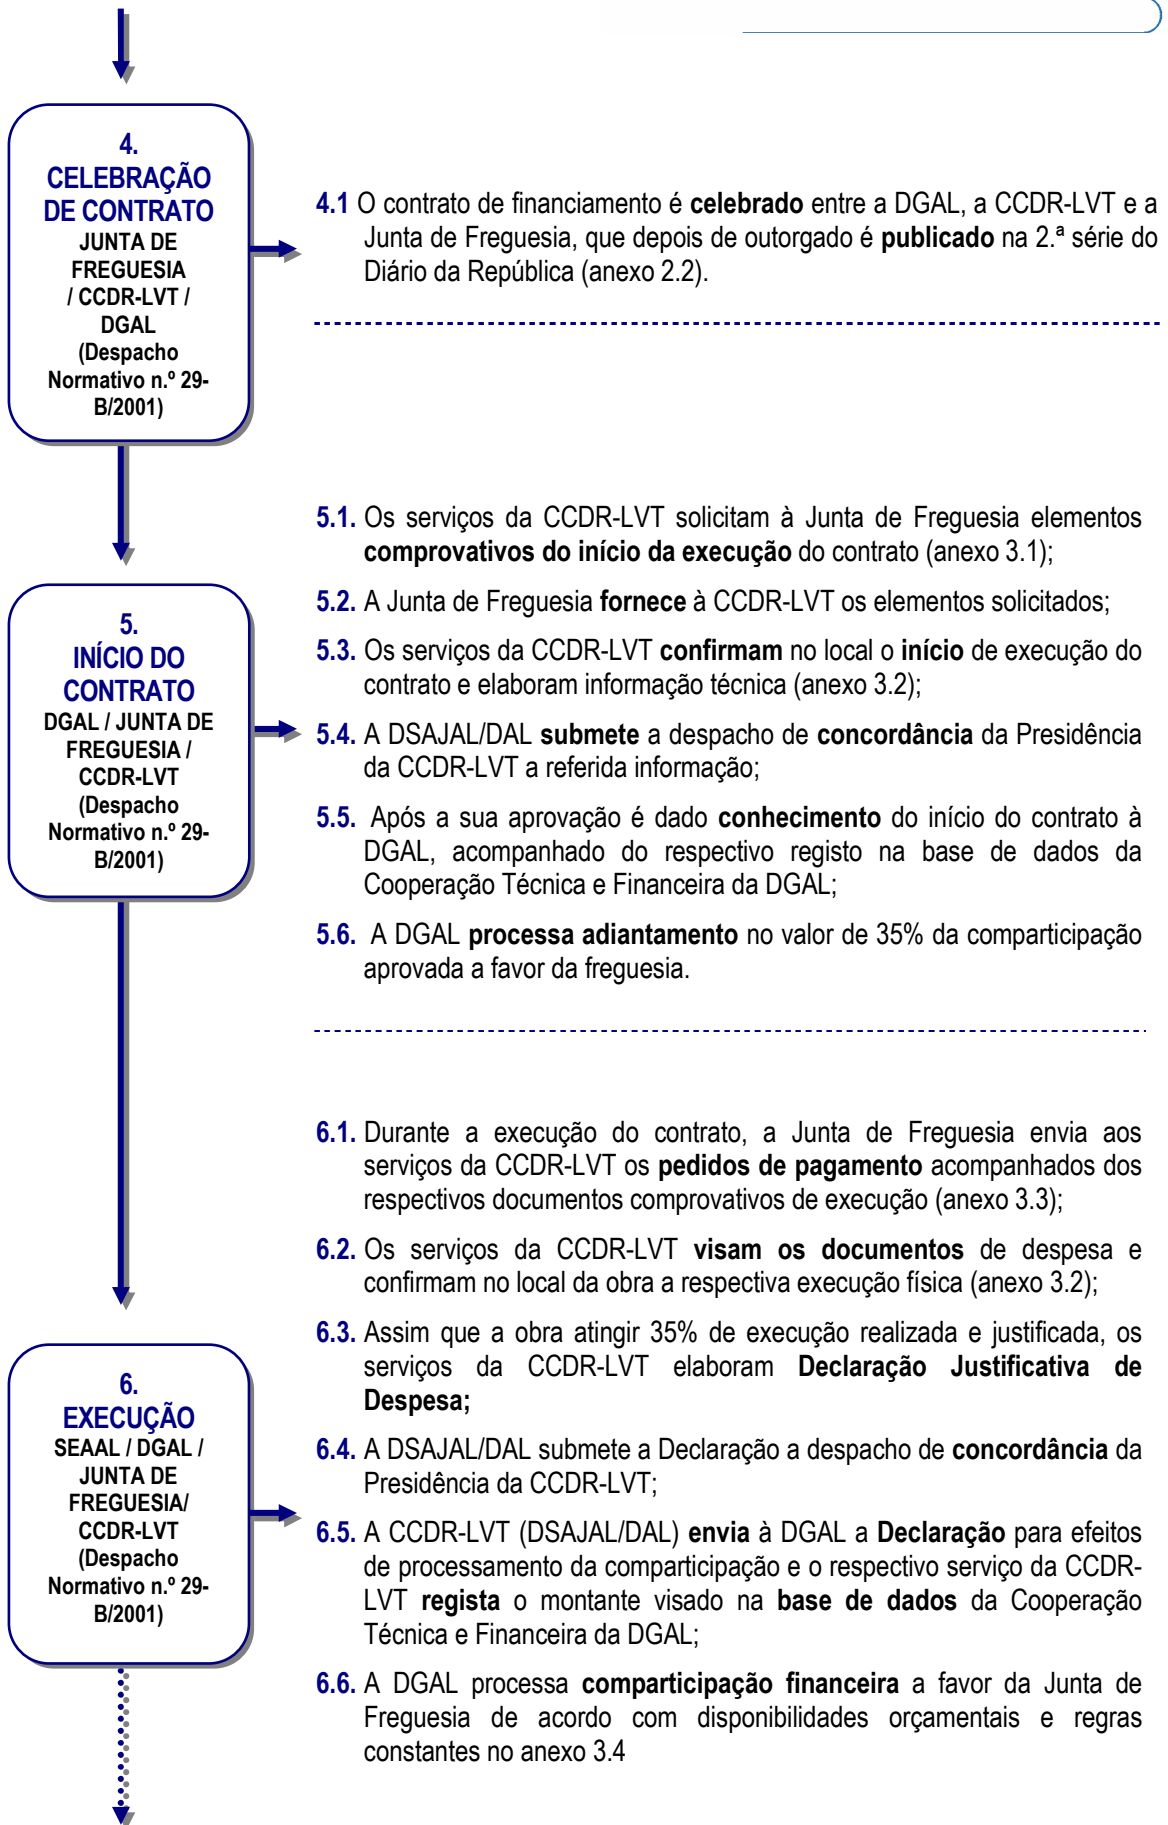 4.
CELEBRAÇÃO
DE CONTRATO
JUNTA DE
FREGUESIA
/ CCDR-LVT /
DGAL
(Despacho
Normativo n.º 29-
B/2001)
4.1 O contrato de financiamento é celebrado entre a DGAL, a CCDR-LVT e a
Junta de Freguesia, que depois de outorgado é publicado na 2.ª série do
Diário da República (anexo 2.2).
5.
INÍCIO DO
CONTRATO
DGAL / JUNTA DE
FREGUESIA /
CCDR-LVT
(Despacho
Normativo n.º 29-
B/2001)
5.1. Os serviços da CCDR-LVT solicitam à Junta de Freguesia elementos
comprovativos do início da execução do contrato (anexo 3.1);
5.2. A Junta de Freguesia fornece à CCDR-LVT os elementos solicitados;
5.3. Os serviços da CCDR-LVT confirmam no local o início de execução do
contrato e elaboram informação técnica (anexo 3.2);
5.4. A DSAJAL/DAL submete a despacho de concordância da Presidência
da CCDR-LVT a referida informação;
5.5. Após a sua aprovação é dado conhecimento do início do contrato à
DGAL, acompanhado do respectivo registo na base de dados da
Cooperação Técnica e Financeira da DGAL;
5.6. A DGAL processa adiantamento no valor de 35% da comparticipação
aprovada a favor da freguesia.
6.
EXECUÇÃO
SEAAL / DGAL /
JUNTA DE
FREGUESIA/
CCDR-LVT
(Despacho
Normativo n.º 29-
B/2001)
6.1. Durante a execução do contrato, a Junta de Freguesia envia aos
serviços da CCDR-LVT os pedidos de pagamento acompanhados dos
respectivos documentos comprovativos de execução (anexo 3.3);
6.2. Os serviços da CCDR-LVT visam os documentos de despesa e
confirmam no local da obra a respectiva execução física (anexo 3.2);
6.3. Assim que a obra atingir 35% de execução realizada e justificada, os
serviços da CCDR-LVT elaboram Declaração Justificativa de
Despesa;
6.4. A DSAJAL/DAL submete a Declaração a despacho de concordância da
Presidência da CCDR-LVT;
6.5. A CCDR-LVT (DSAJAL/DAL) envia à DGAL a Declaração para efeitos
de processamento da comparticipação e o respectivo serviço da CCDR-
LVT regista o montante visado na base de dados da Cooperação
Técnica e Financeira da DGAL;
6.6. A DGAL processa comparticipação financeira a favor da Junta de
Freguesia de acordo com disponibilidades orçamentais e regras
constantes no anexo 3.4